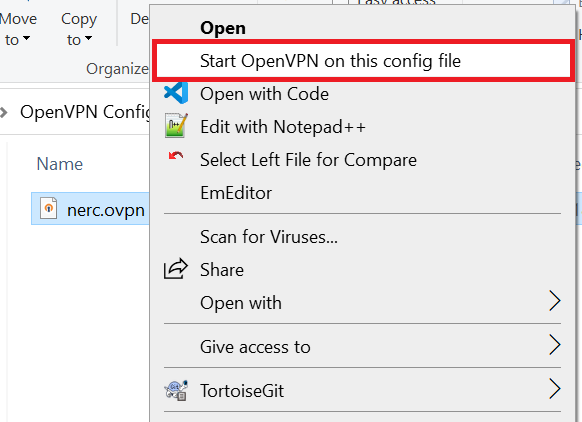 Easy access
Move
to
Copy
to
De
Organize
OpenVPN Config
Name
nerc.ovpn
Open
Start OpenVPN on this config file
Open with Code
Edit with Notepad++
Select Left File for Compare
EmEditor
Scan for Viruses...
Share
Open with
Give access to
TortoiseGit